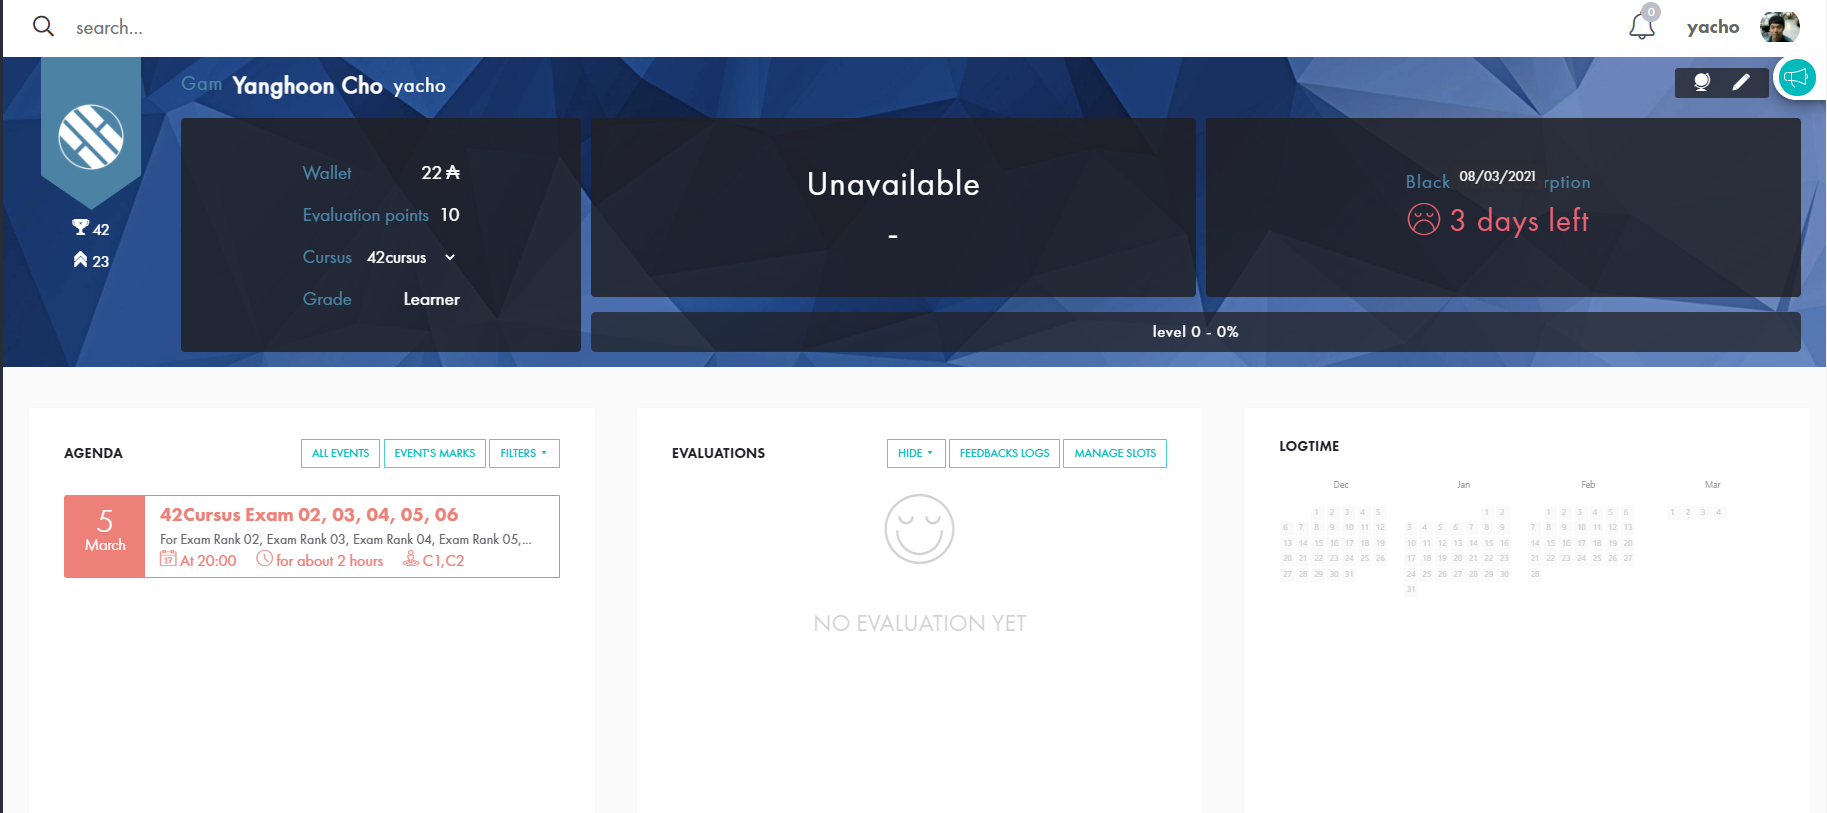 search...
0
yacho
Gam Yanghoon Cho yacho
42
23
Wallet 22 ₳
Evaluation points 10
Cursus 42cursus
Grade Learner
Unavailable
-
Black 08/03/2021 rption
3 days left
level 0 - 0%
AGENDA
ALL EVENTS EVENT'S MARKS FILTERS
5
March
42Cursus Exam 02, 03, 04, 05, 06
For Exam Rank 02, Exam Rank 03, Exam Rank 04, Exam Rank 05,...
17 At 20:00 for about 2 hours C1,C2
EVALUATIONS
HIDE FEEDBACKS LOGS MANAGE SLOTS
NO EVALUATION YET
LOGTIME
Dec
1 2 3 4 5
6 7 8 9 10 11 12
13 14 15 16 17 18 19
20 21 22 23 24 25 26
27 28 29 30 31
Jan
1 2
3 4 5 6 7 8 9
10 11 12 13 14 15 16
17 18 19 20 21 22 23
24 25 26 27 28 29 30
31
Feb
1 2 3 4 5 6
7 8 9 10 11 12 13
14 15 16 17 18 19 20
21 22 23 24 25 26 27
28
Mar
1 2 3 4